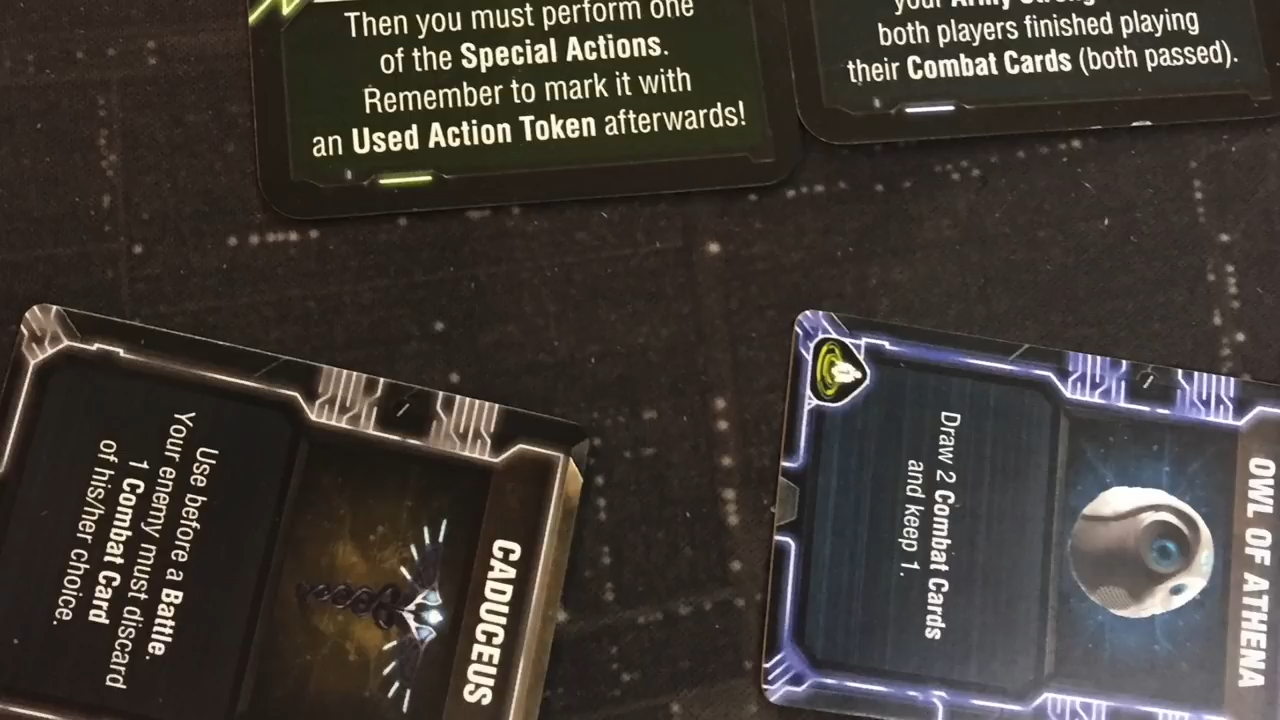 Then you must perform one
of the Special Actions.
Remember to mark it with
an Used Action Token afterwards!
your Army
both players finished playing
their Combat Cards (both passed).
CADUCEUS
Use before a Battle.
Your enemy must discard
1 Combat Card
of his/her choice.
OWL OF ATHENA
Draw 2 Combat Cards
and keep 1.